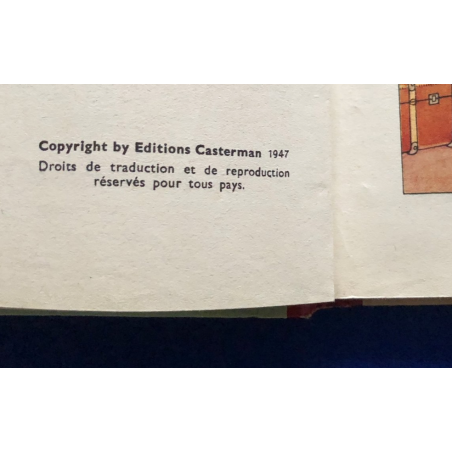 Copyright by Editions Casterman 1947
Droits de traduction et de reproduction
réservés pour tous pays.